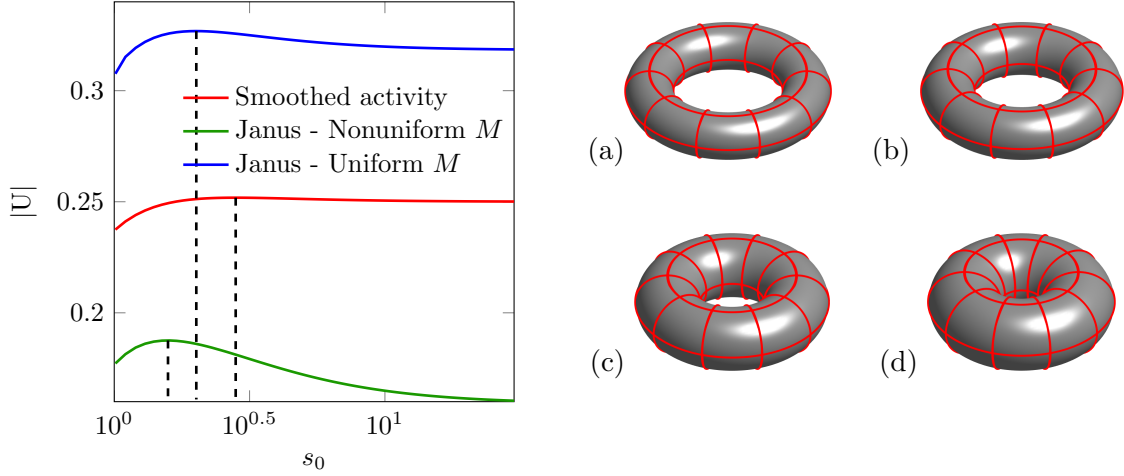 |U|
0.3
0.25
0.2
Smoothed activity
Janus - Nonuniform M
Janus - Uniform M
10^0
10^0.5
10^1
s_0
(a)
(b)
(c)
(d)